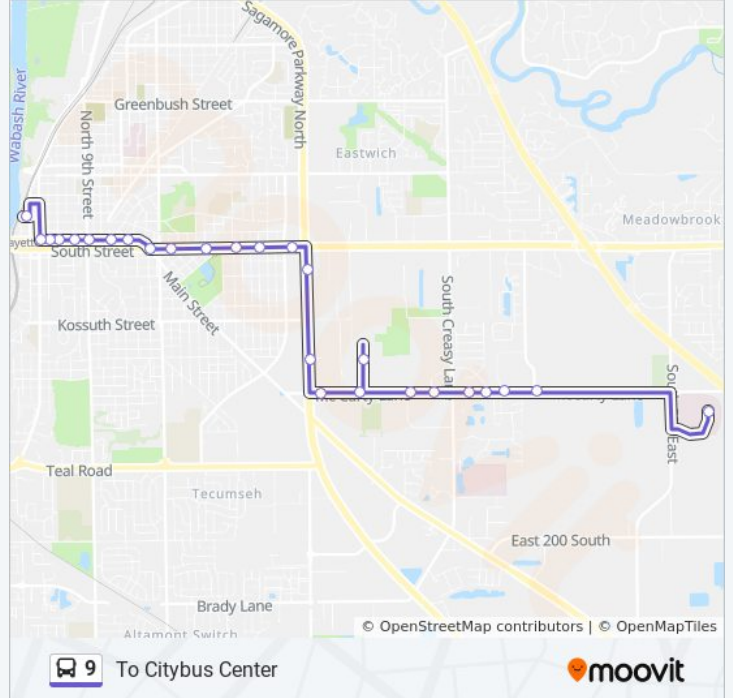 Sagamore Parkway North
Wabash River
Greenbush Street
North 9th Street
Eastwich
Meadowbrook
South Street
Main Street
Kossuth Street
South Creasy La
East
Teal Road
Tecumseh
East 200 South
Brady Lane
© OpenStreetMap contributors | © OpenMapTiles
Altamont Switch
9 To Citybus Center
moovit